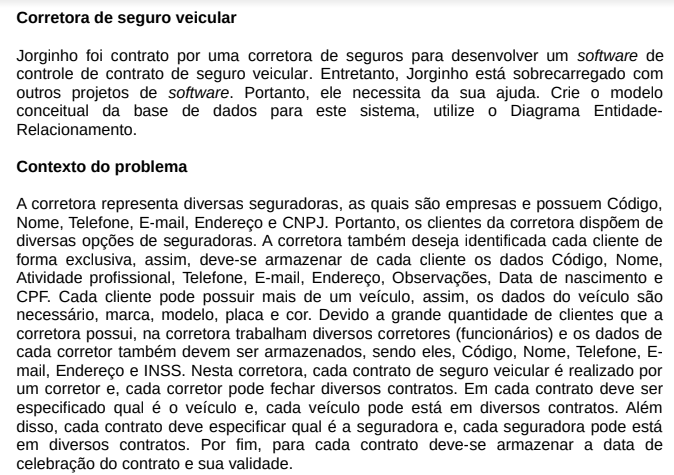 Corretora de seguro veicular
Jorginho foi contrato por uma corretora de seguros para desenvolver um software de
controle de contrato de seguro veicular. Entretanto, Jorginho está sobrecarregado com
outros projetos de software. Portanto, ele necessita da sua ajuda. Crie o modelo
conceitual da base de dados para este sistema, utilize o Diagrama Entidade-
Relacionamento.
Contexto do problema
A corretora representa diversas seguradoras, as quais são empresas e possuem Código,
Nome, Telefone, E-mail, Endereço e CNPJ. Portanto, os clientes da corretora dispõem de
diversas opções de seguradoras. A corretora também deseja identificada cada cliente de
forma exclusiva, assim, deve-se armazenar de cada cliente os dados Código, Nome,
Atividade profissional, Telefone, E-mail, Endereço, Observações, Data de nascimento e
CPF. Cada cliente pode possuir mais de um veículo, assim, os dados do veículo são
necessário, marca, modelo, placa e cor. Devido a grande quantidade de clientes que a
corretora possui, na corretora trabalham diversos corretores (funcionários) e os dados de
cada corretor também devem ser armazenados, sendo eles, Código, Nome, Telefone, E-
mail, Endereço e INSS. Nesta corretora, cada contrato de seguro veicular é realizado por
um corretor e, cada corretor pode fechar diversos contratos. Em cada contrato deve ser
especificado qual é o veículo e, cada veículo pode está em diversos contratos. Além
disso, cada contrato deve especificar qual é a seguradora e, cada seguradora pode está
em diversos contratos. Por fim, para cada contrato deve-se armazenar a data de
celebração do contrato e sua validade.